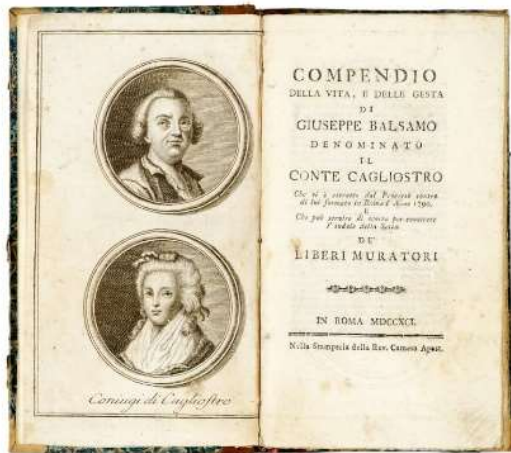 Coniugi di Cagliostro
COMPENDIO
DELLA VITA, E DELLE GESTA
DI
GIUSEPPE BALSAMO
DENOMINATO
IL
CONTE CAGLIOSTRO
Che si è estratto dal Processo contro
di lui formato in Roma l' Anno 1790.
E
Che può servire di scorta per conoscere
l' indole della Setta
DE'
LIBERI MURATORI
IN ROMA MDCCXCI.
Nella Stamperia della Rev. Camera Apost.